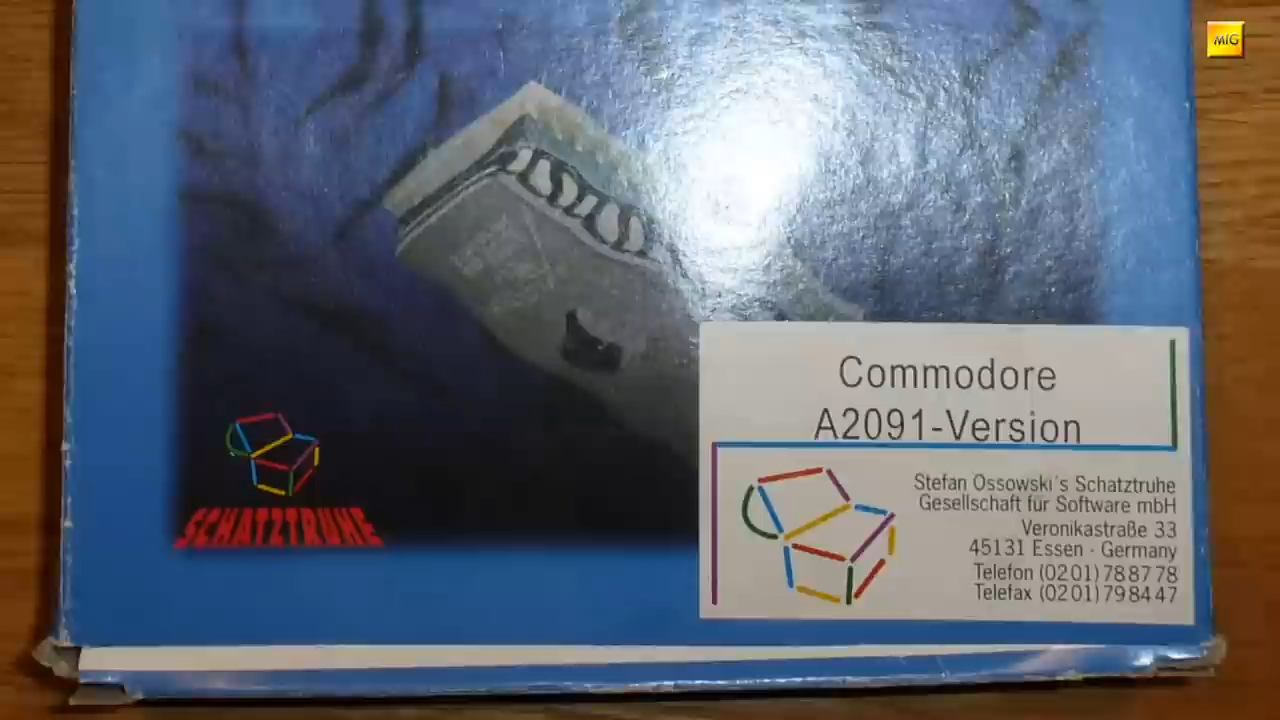 MIG
Commodore
A2091-Version
Stefan Ossowski's Schatztruhe
Gesellschaft für Software mbH
Veronikastraße 33
45131 Essen · Germany
Telefon (0201) 788778
Telefax (0201) 798447
SCHATZTRUHE